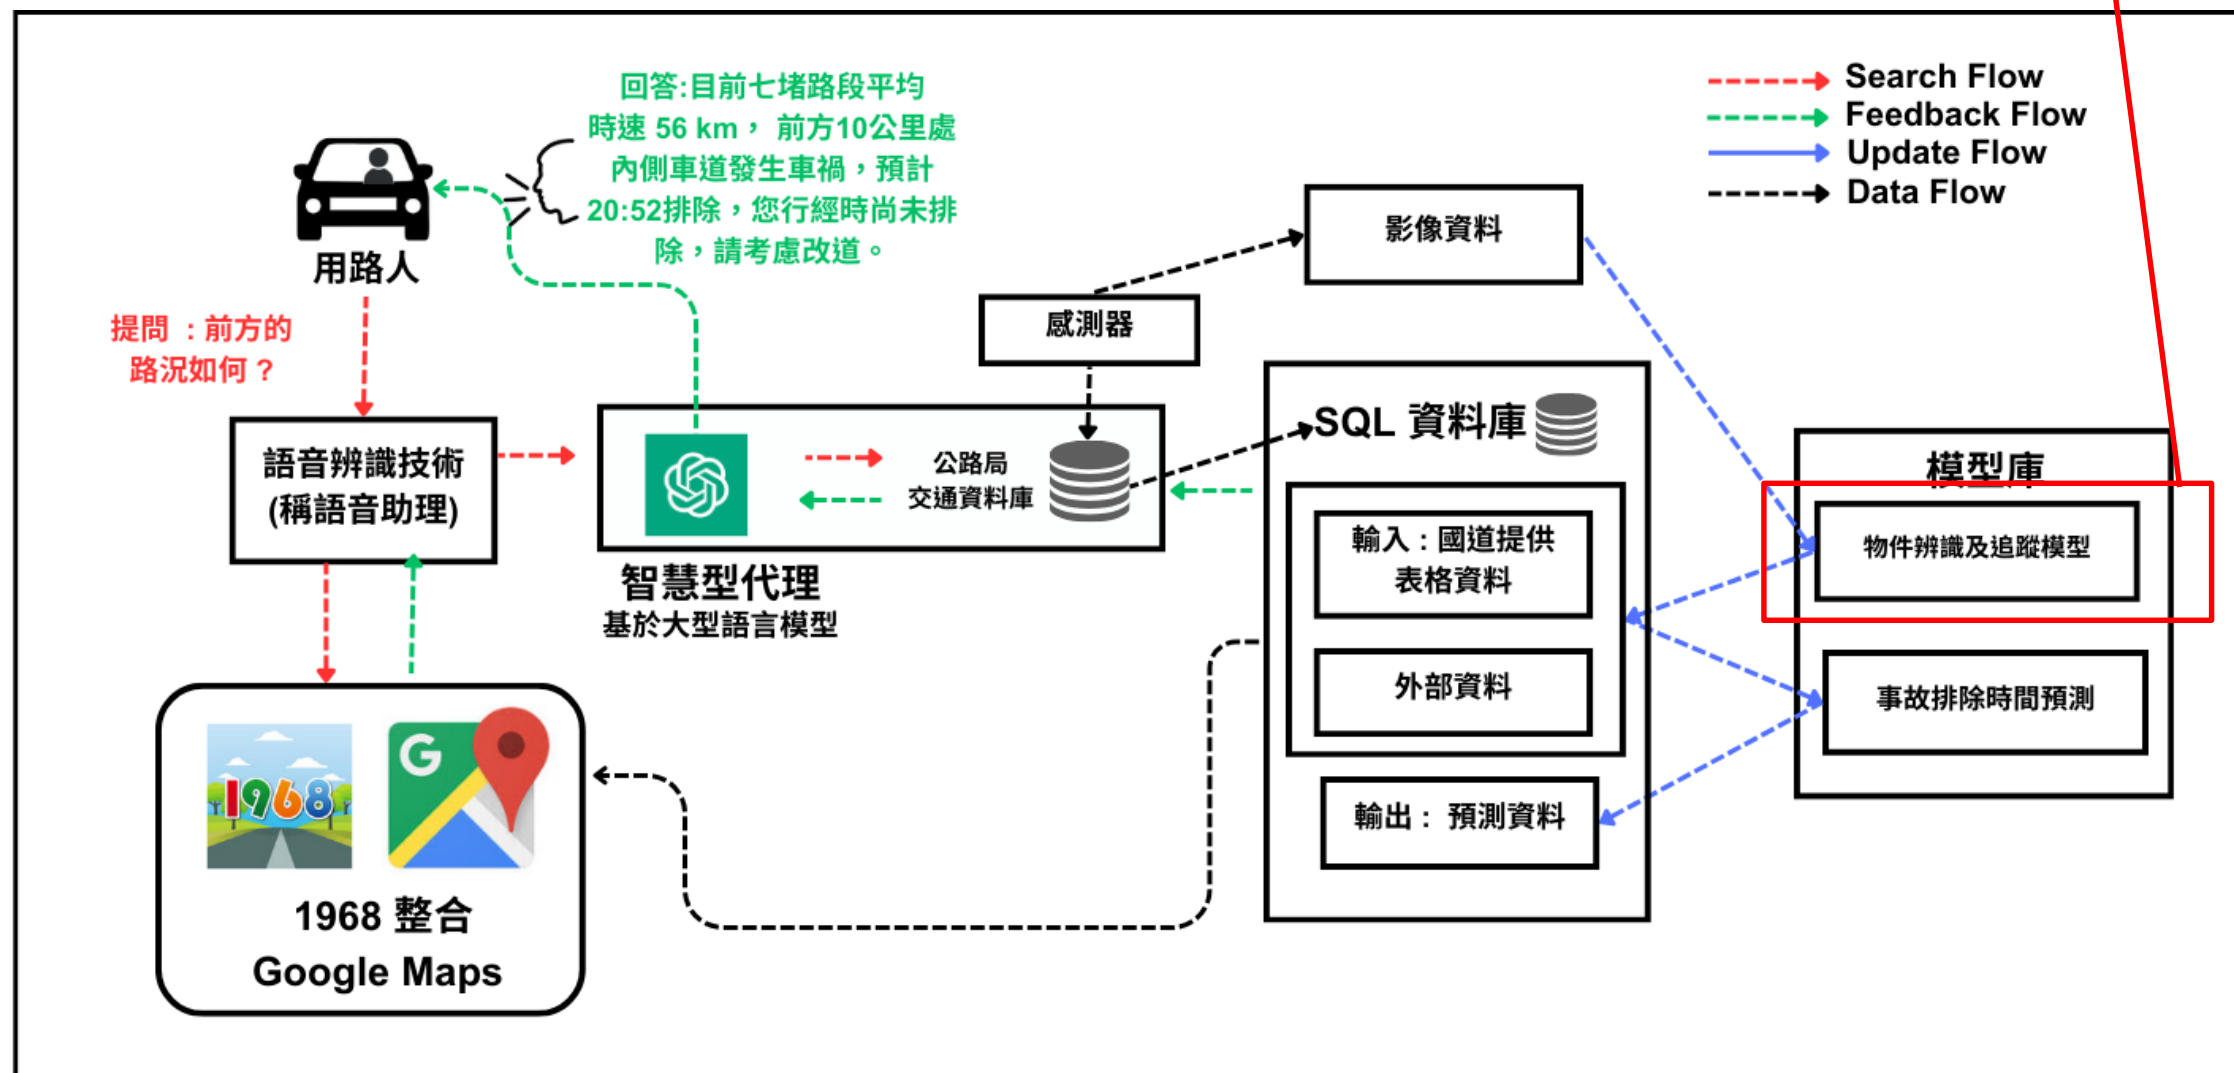 回答:目前七堵路段平均
時速 56 km， 前方10公里處
內側車道發生車禍，預計
20:52排除，您行經時尚未排
除，請考慮改道。
Search Flow
Feedback Flow
Update Flow
Data Flow
用路人
提問 ：前方的
路況如何？
影像資料
感測器
語音辨識技術
(稱語音助理)
公路局
交通資料庫
智慧型代理
基於大型語言模型
SQL 資料庫
輸入：國道提供
表格資料
外部資料
輸出： 預測資料
模型庫
物件辨識及追蹤模型
事故排除時間預測
1968
G
1968 整合
Google Maps